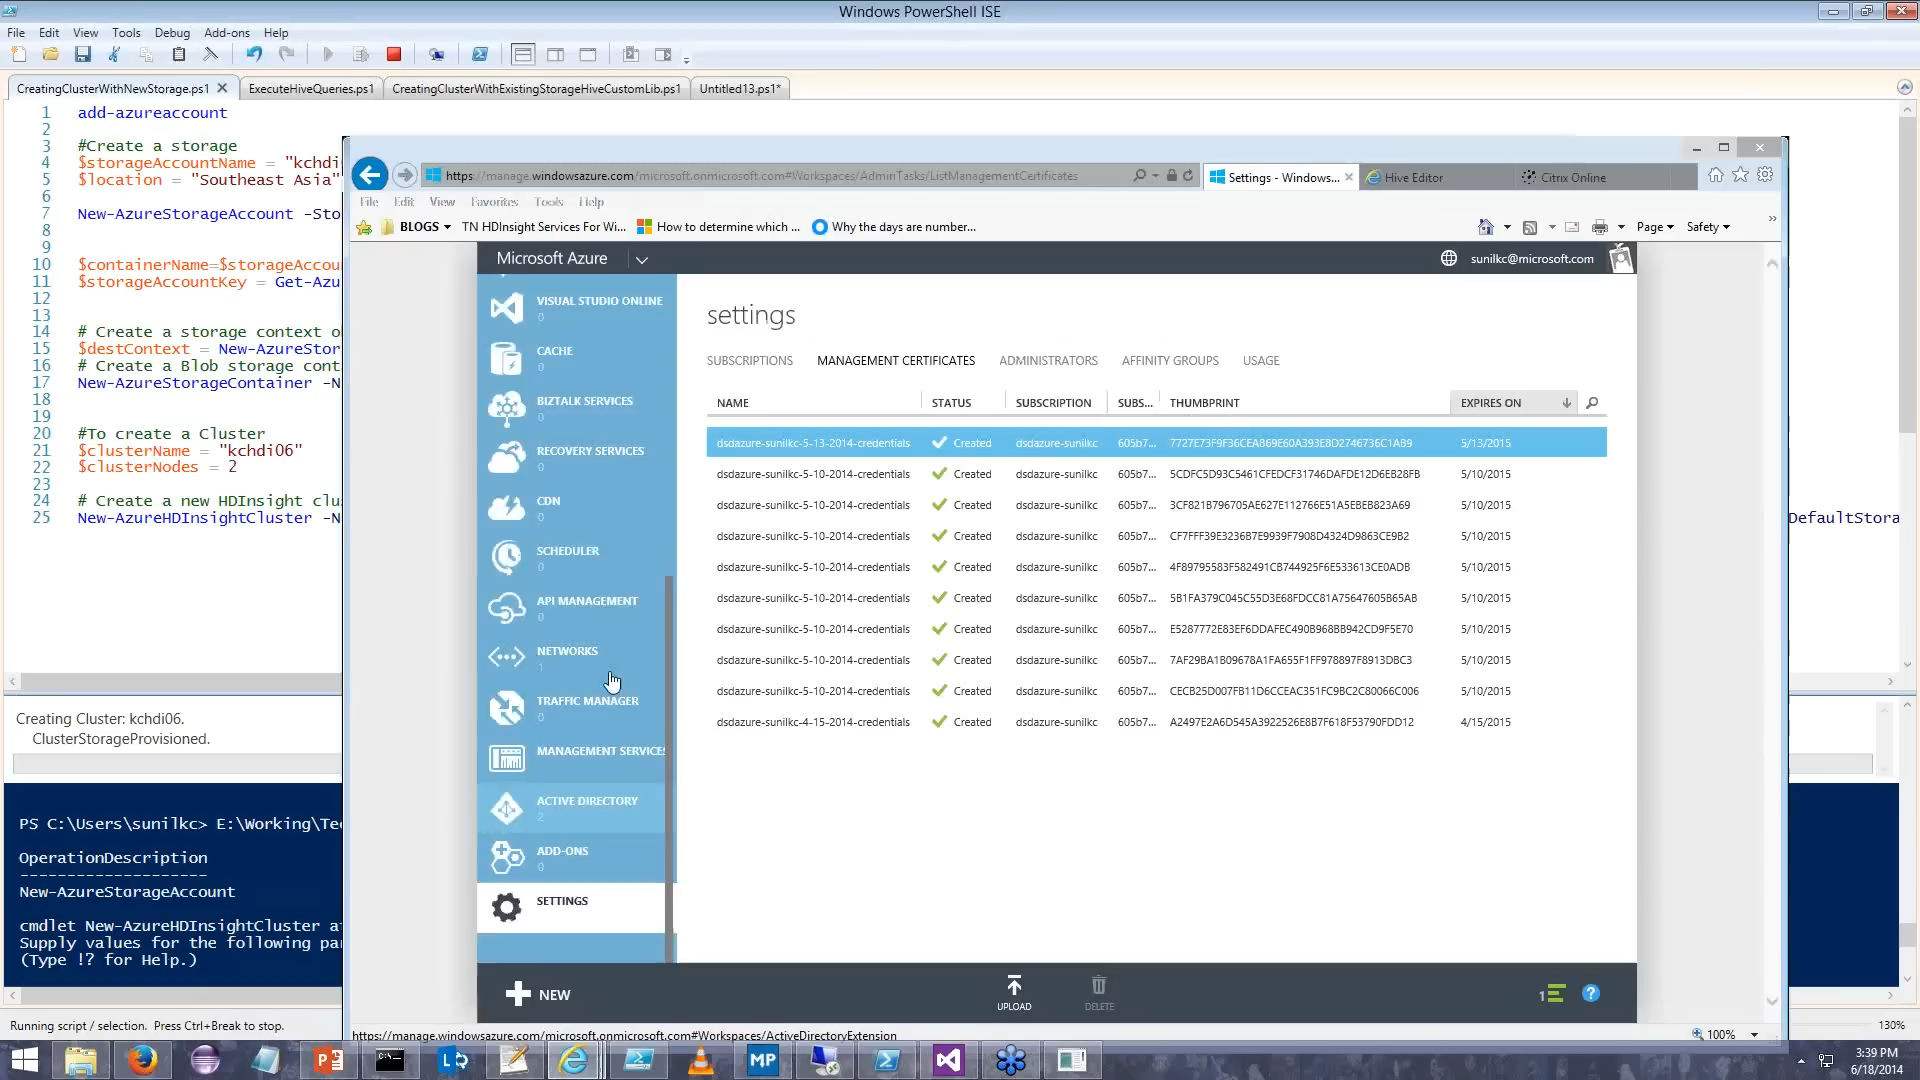 Windows PowerShell ISE
File Edit View Tools Debug Add-ons Help
CreatingClusterWithNewStorage.ps1 ExecuteHiveQueries.ps1 CreatingClusterWithExistingStorageHiveCustomLib.ps1 Untitled13.ps1*
1 add-azureaccount
2
3 #Create a storage
4 $storageAccountName = "kchdi
5 $location = "Southeast Asia"
6
7 New-AzureStorageAccount -Sto
8
9
10 $containerName=$storageAccou
11 $storageAccountKey = Get-Azu
12
13
14 # Create a storage context o
15 $destContext = New-AzureStor
16 # Create a Blob storage cont
17 New-AzureStorageContainer -N
18
19
20 #To create a Cluster
21 $clusterName = "kchdi06"
22 $clusterNodes = 2
23
24 # Create a new HDInsight clu
25 New-AzureHDInsightCluster -N
DefaultStora
Creating Cluster: kchdi06.
ClusterStorageProvisioned.
PS C:\Users\sunilkc> E:\Working\Te
OperationDescription
--------------------
New-AzureStorageAccount
cmdlet New-AzureHDInsightCluster a
Supply values for the following pa
(Type !? for Help.)
Running script / selection. Press Ctrl+Break to stop.
130%
https://manage.windowsazure.com/microsoft.onmicrosoft.com#Workspaces/AdminTasks/ListManagementCertificates
Settings - Windows... Hive Editor Citrix Online
File Edit View Favorites Tools Help
BLOGS TN HDInsight Services For Wi... How to determine which ... Why the days are number...
Page Safety
Microsoft Azure
sunilkc@microsoft.com
VISUAL STUDIO ONLINE
0
CACHE
0
BIZTALK SERVICES
0
RECOVERY SERVICES
0
CDN
0
SCHEDULER
0
API MANAGEMENT
0
NETWORKS
1
TRAFFIC MANAGER
0
MANAGEMENT SERVICES
ACTIVE DIRECTORY
2
ADD-ONS
0
SETTINGS
settings
SUBSCRIPTIONS MANAGEMENT CERTIFICATES ADMINISTRATORS AFFINITY GROUPS USAGE
NAME STATUS SUBSCRIPTION SUBS... THUMBPRINT EXPIRES ON
dsdazure-sunilkc-5-13-2014-credentials Created dsdazure-sunilkc 605b7... 7727E73F9F36CEA869E60A393E8D2746736C1A89 5/13/2015
dsdazure-sunilkc-5-10-2014-credentials Created dsdazure-sunilkc 605b7... 5CDFC5D93C5461CFEDCF31746DAFDE12D6EB28FB 5/10/2015
dsdazure-sunilkc-5-10-2014-credentials Created dsdazure-sunilkc 605b7... 3CF821B796705AE627E112766E51A5EBEB823A69 5/10/2015
dsdazure-sunilkc-5-10-2014-credentials Created dsdazure-sunilkc 605b7... CF7FFF39E3236B7E9939F7908D4324D9863CE9B2 5/10/2015
dsdazure-sunilkc-5-10-2014-credentials Created dsdazure-sunilkc 605b7... 4F89795583F582491CB744925F6E533613CE0ADB 5/10/2015
dsdazure-sunilkc-5-10-2014-credentials Created dsdazure-sunilkc 605b7... 5B1FA379C045C55D3E68FDCC81A75647605B65AB 5/10/2015
dsdazure-sunilkc-5-10-2014-credentials Created dsdazure-sunilkc 605b7... E5287772E83EF6DDAFEC490B968BB942CD9F5E70 5/10/2015
dsdazure-sunilkc-5-10-2014-credentials Created dsdazure-sunilkc 605b7... 7AF29BA1B09678A1FA655F1FF978897F8913DBC3 5/10/2015
dsdazure-sunilkc-5-10-2014-credentials Created dsdazure-sunilkc 605b7... CECB25D007FB11D6CCEAC351FC9BC2C80066C006 5/10/2015
dsdazure-sunilkc-4-15-2014-credentials Created dsdazure-sunilkc 605b7... A2497E2A6D545A3922526E8B7F618F53790FDD12 4/15/2015
NEW
UPLOAD DELETE
1
https://manage.windowsazure.com/microsoft.onmicrosoft.com#Workspaces/ActiveDirectoryExtension
100%
MP
3:39 PM
6/18/2014